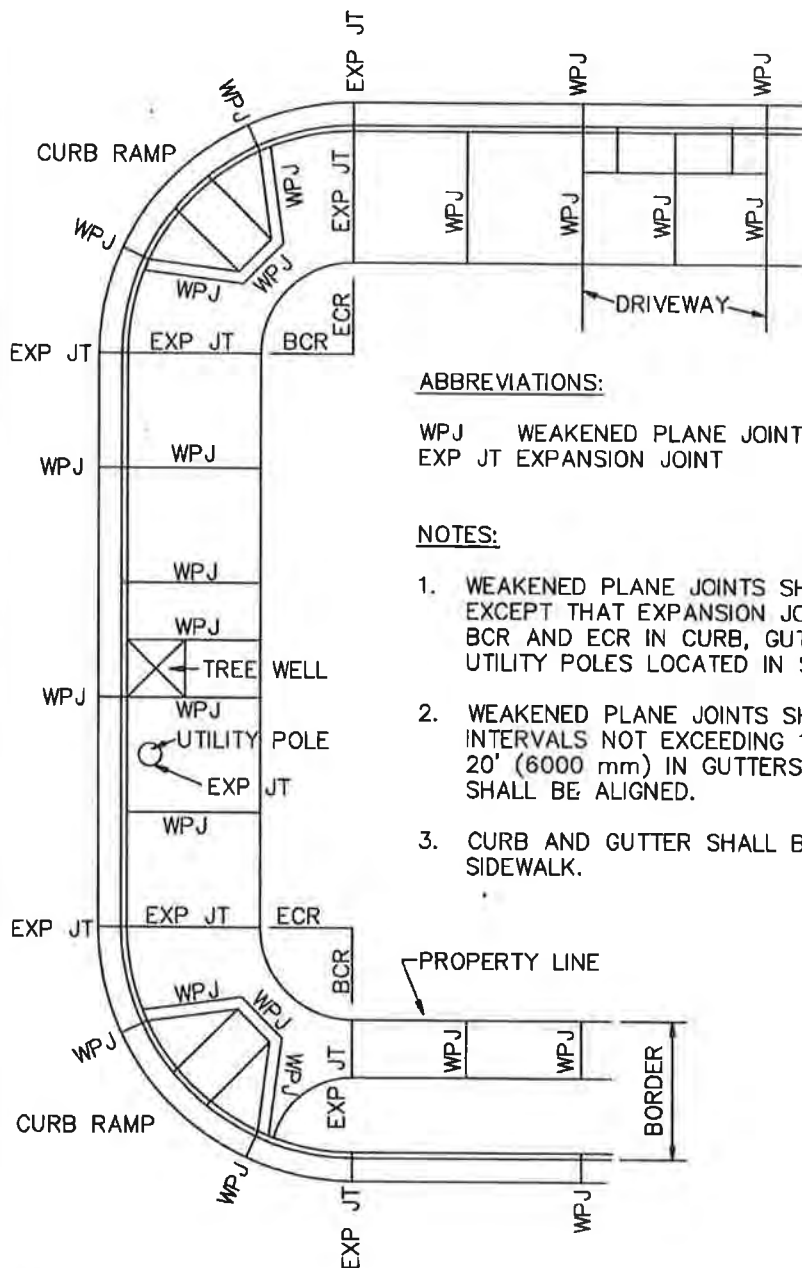 EXP JT
WPJ
WPJ
WPJ
CURB RAMP
WPJ
EXP JT
WPJ
WPJ
WPJ
WPJ
WPJ
WPJ
WPJ
DRIVEWAY
ECR
EXP JT
EXP JT
BCR
ABBREVIATIONS:
WPJ WEAKENED PLANE JOINT
EXP JT EXPANSION JOINT
WPJ
WPJ
NOTES:
1. WEAKENED PLANE JOINTS
EXCEPT THAT EXPANSION
BCR AND ECR IN CURB,
UTILITY POLES LOCATED IN
WPJ
WPJ
TREE WELL
WPJ
WPJ
2. WEAKENED PLANE JOINTS
INTERVALS NOT EXCEEDING
20' (6000 mm) IN GUTTERS
SHALL BE ALIGNED.
UTILITY POLE
EXP JT
WPJ
3. CURB AND GUTTER SHALL
SIDEWALK.
EXP JT
EXP JT
ECR
BCR
PROPERTY LINE
WPJ
WPJ
WPJ
WPJ
EXP JT
WPJ
WPJ
BORDER
CURB RAMP
WPJ
EXP JT
WPJ